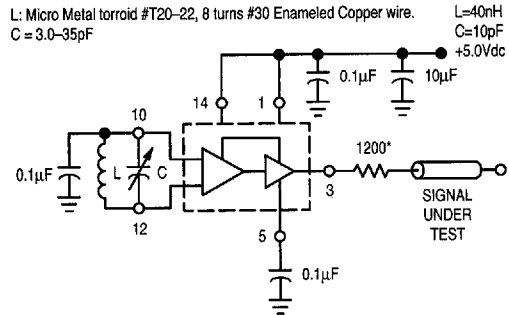 L: Micro Metal torroid #T20–22, 8 turns #30 Enameled Copper wire.
C = 3.0–35pF
L=40nH
C=10pF
+5.0Vdc
0.1µF
10µF
14
1
10
1200*
0.1µF
L
C
3
12
SIGNAL
UNDER
TEST
5
0.1µF